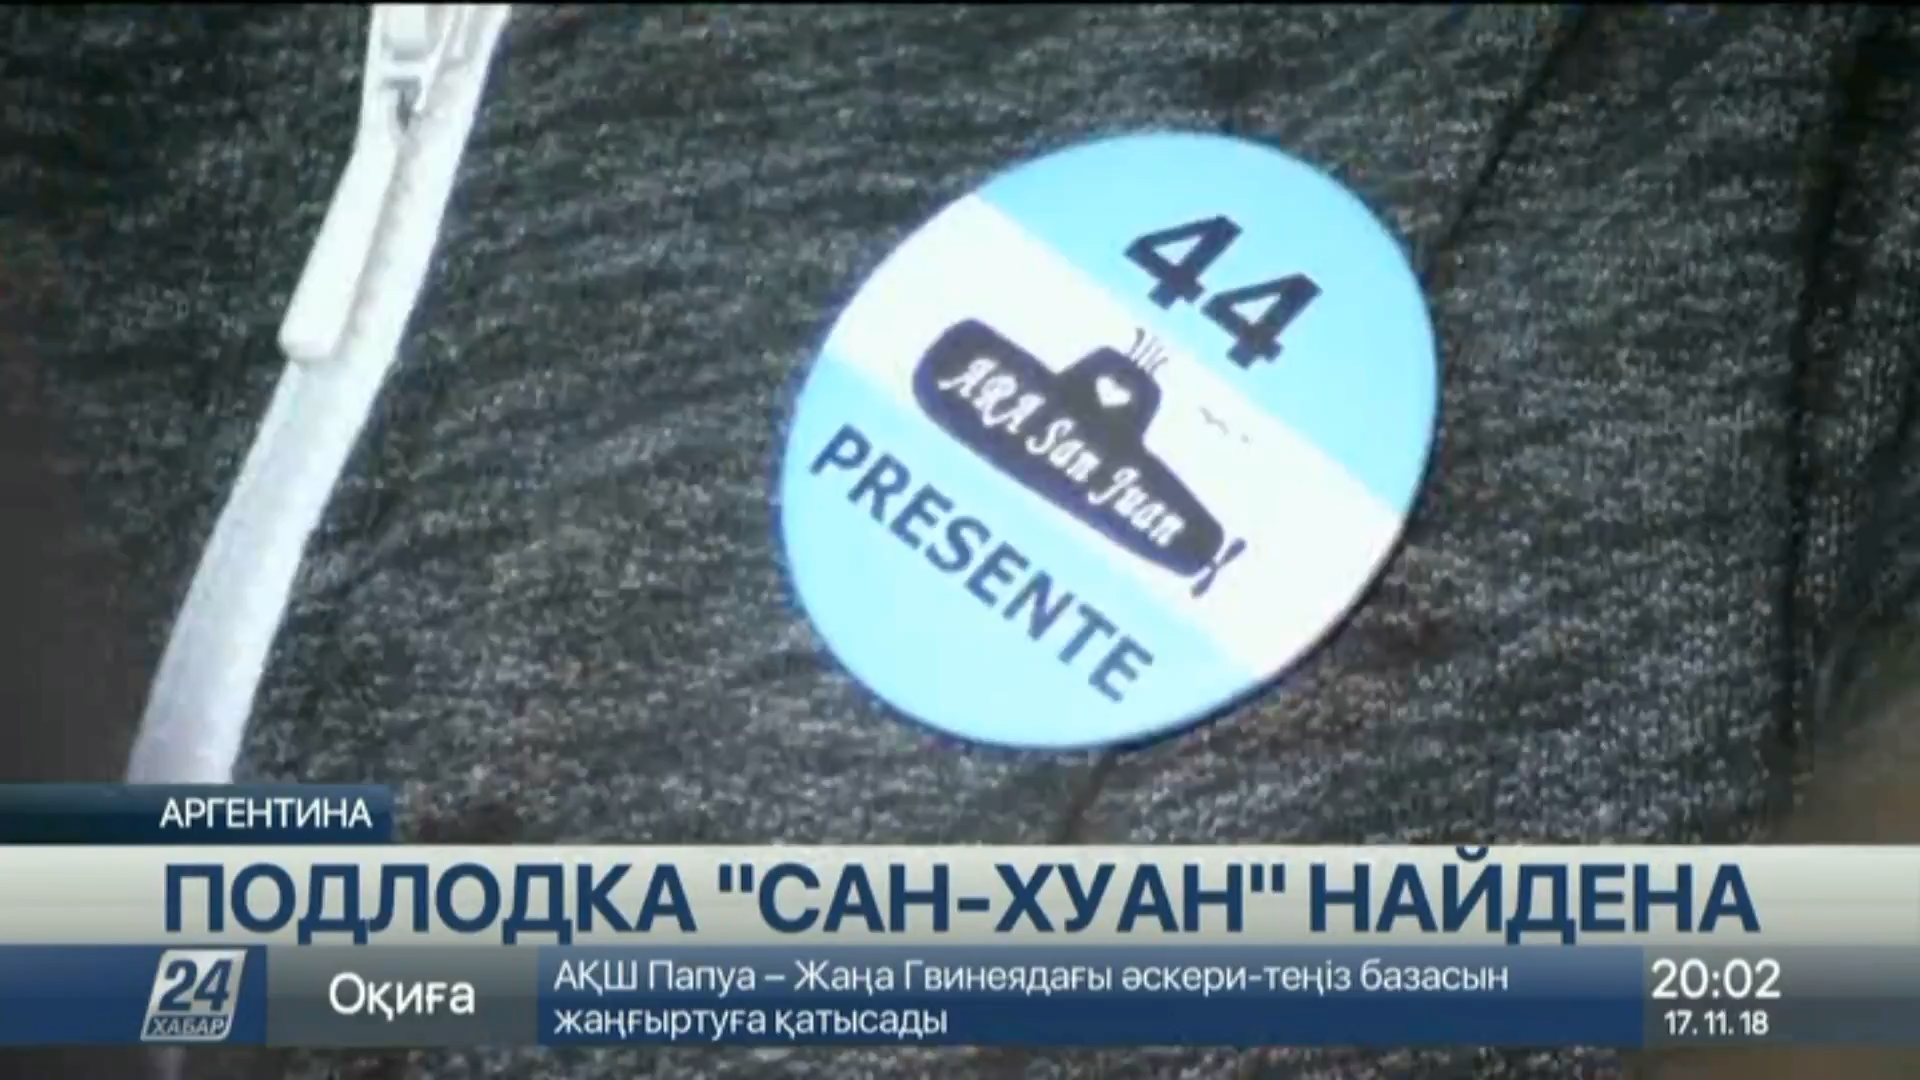 44
ARA San Juan
PRESENTE
АРГЕНТИНА
ПОДЛОДКА "САН-ХУАН" НАЙДЕНА
24
ХАБАР
Оқиға
АҚШ Папуа – Жаңа Гвинеядағы әскери-теңіз базасын
жаңғыртуға қатысады
20:02
17.11.18